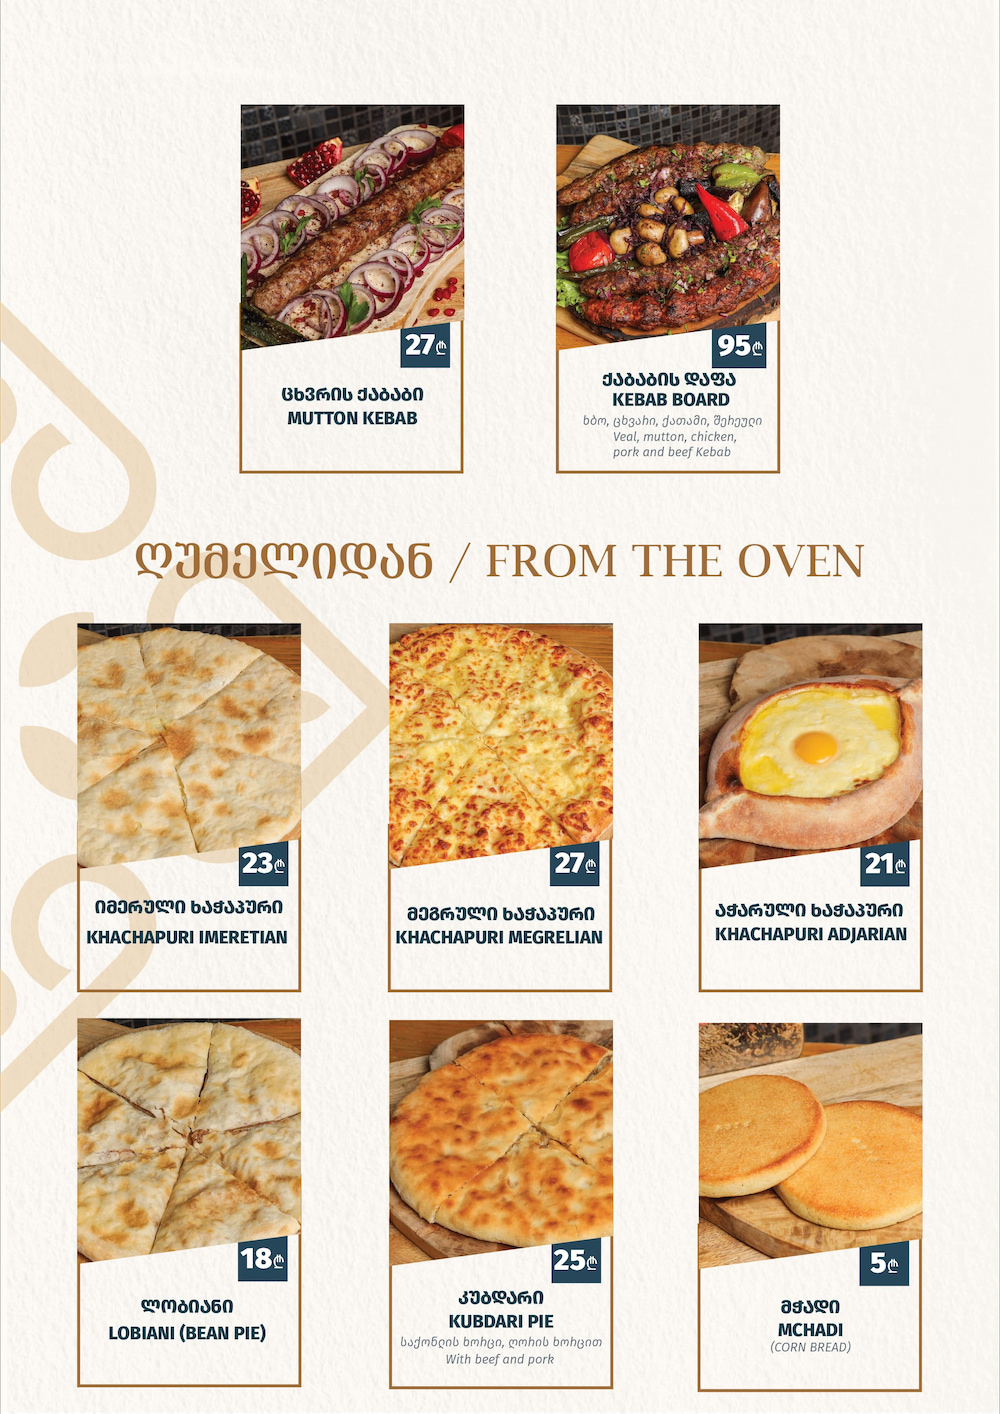 27₾
ცხვრის ქაბაბი
MUTTON KEBAB
95₾
ქაბაბის დაფა
KEBAB BOARD
ხბო, ცხვარი, ქათამი, შერეული
Veal, mutton, chicken,
pork and beef Kebab
ღუმელიდან / FROM THE OVEN
23₾
იმერული ხაჭაპური
KHACHAPURI IMERETIAN
27₾
მეგრული ხაჭაპური
KHACHAPURI MEGRELIAN
21₾
აჭარული ხაჭაპური
KHACHAPURI ADJARIAN
18₾
ლობიანი
LOBIANI (BEAN PIE)
25₾
კუბდარი
KUBDARI PIE
საქონლის ხორცი, ღორის ხორცით
With beef and pork
5₾
მჭადი
MCHADI
(CORN BREAD)